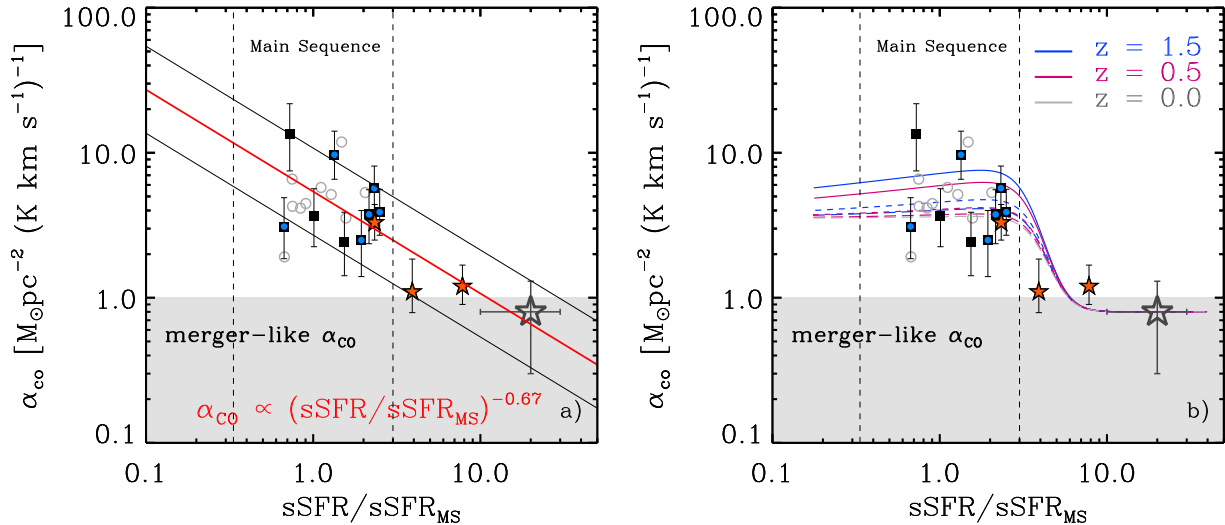 100.0
10.0
1.0
0.1
α_co [M_⊙pc^-2 (K km s^-1)^-1]
Main Sequence
merger-like α_CO
α_CO ∝ (sSFR/sSFR_MS)^-0.67
a)
0.1 1.0 10.0
sSFR/sSFR_MS
100.0
10.0
1.0
0.1
α_co [M_⊙pc^-2 (K km s^-1)^-1]
Main Sequence
z = 1.5
z = 0.5
z = 0.0
merger-like α_CO
b)
0.1 1.0 10.0
sSFR/sSFR_MS